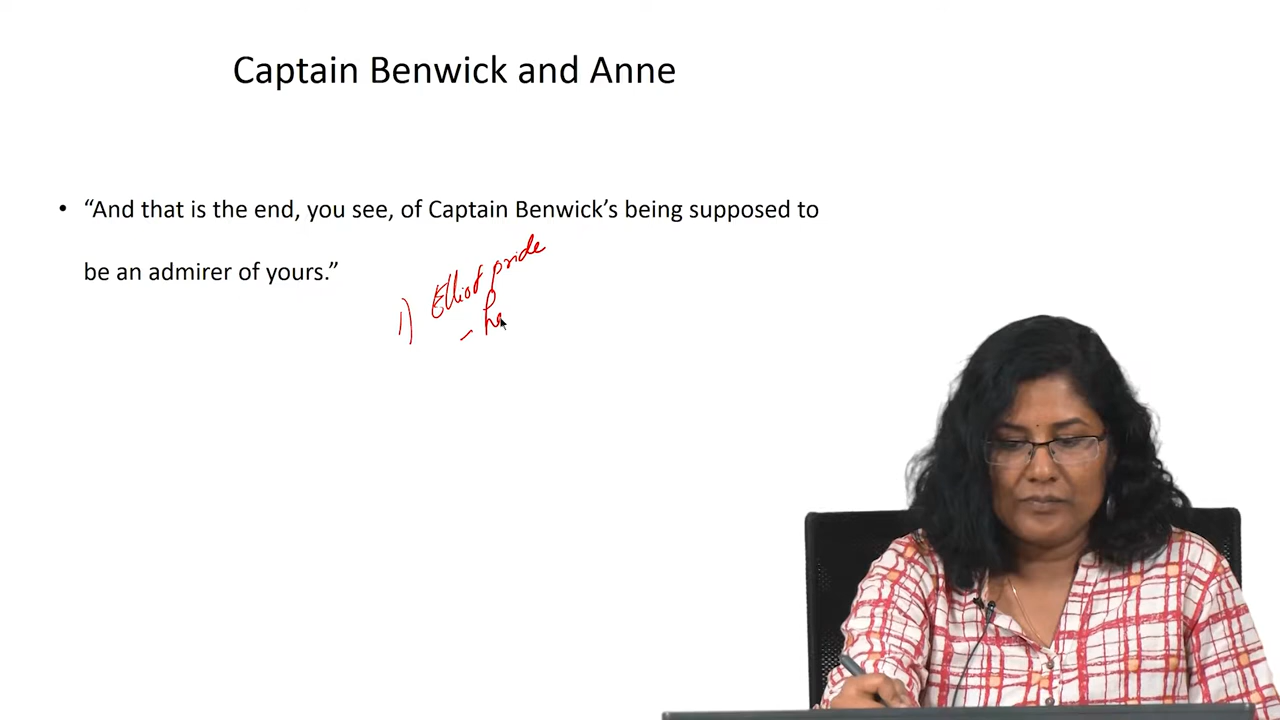 Captain Benwick and Anne
• “And that is the end, you see, of Captain Benwick’s being supposed to
be an admirer of yours.”
1) Elliot pride
- he